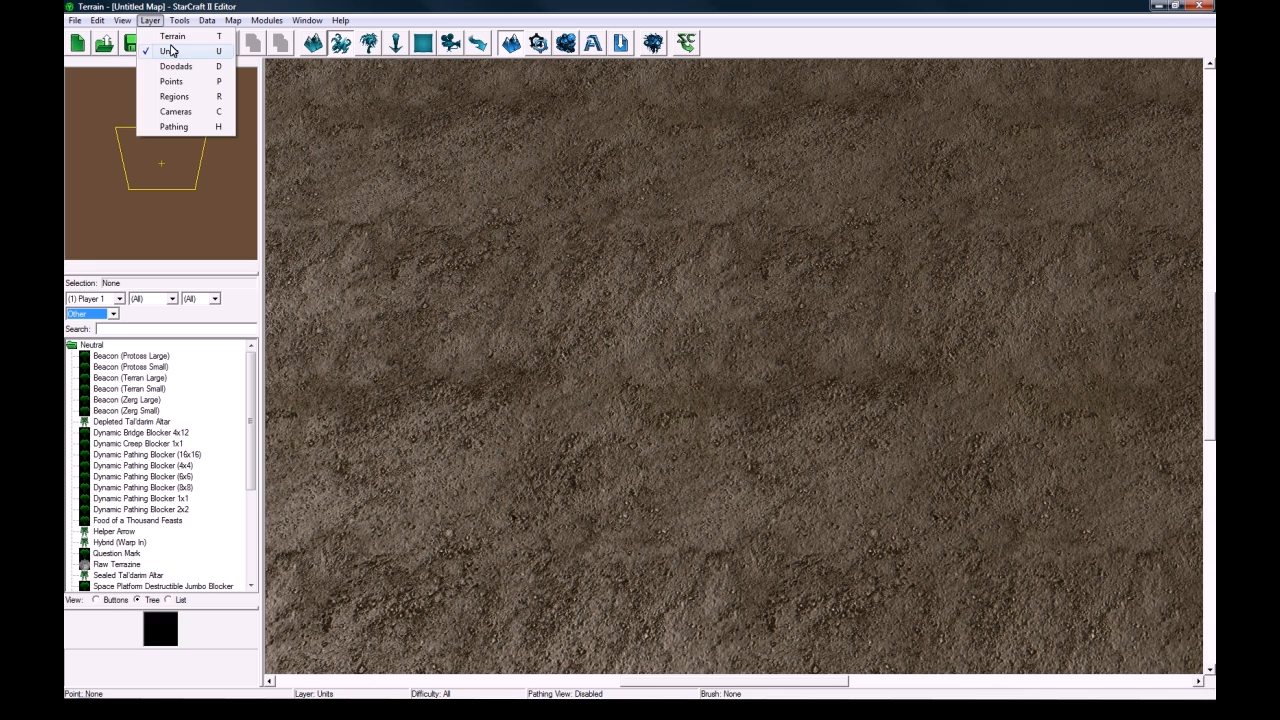 Terrain - [Untitled Map] - StarCraft II Editor
File Edit View Layer Tools Data Map Modules Window Help
Terrain T
U
Doodads D
Points P
Regions R
Cameras C
Pathing H
Selection: None
(1) Player 1 (All) (All)
Other
Search:
Neutral
Beacon (Protoss Large)
Beacon (Protoss Small)
Beacon (Terran Large)
Beacon (Terran Small)
Beacon (Zerg Large)
Beacon (Zerg Small)
Depleted Tal'darim Altar
Dynamic Bridge Blocker 4x12
Dynamic Creep Blocker 1x1
Dynamic Pathing Blocker (16x16)
Dynamic Pathing Blocker (4x4)
Dynamic Pathing Blocker (6x6)
Dynamic Pathing Blocker (8x8)
Dynamic Pathing Blocker 1x1
Dynamic Pathing Blocker 2x2
Food of a Thousand Feasts
Helper Arrow
Hybrid (Warp In)
Question Mark
Raw Terrazine
Sealed Tal'darim Altar
Space Platform Destructible Jumbo Blocker
View: Buttons Tree List
Point: None Layer: Units Difficulty: All Pathing View: Disabled Brush: None